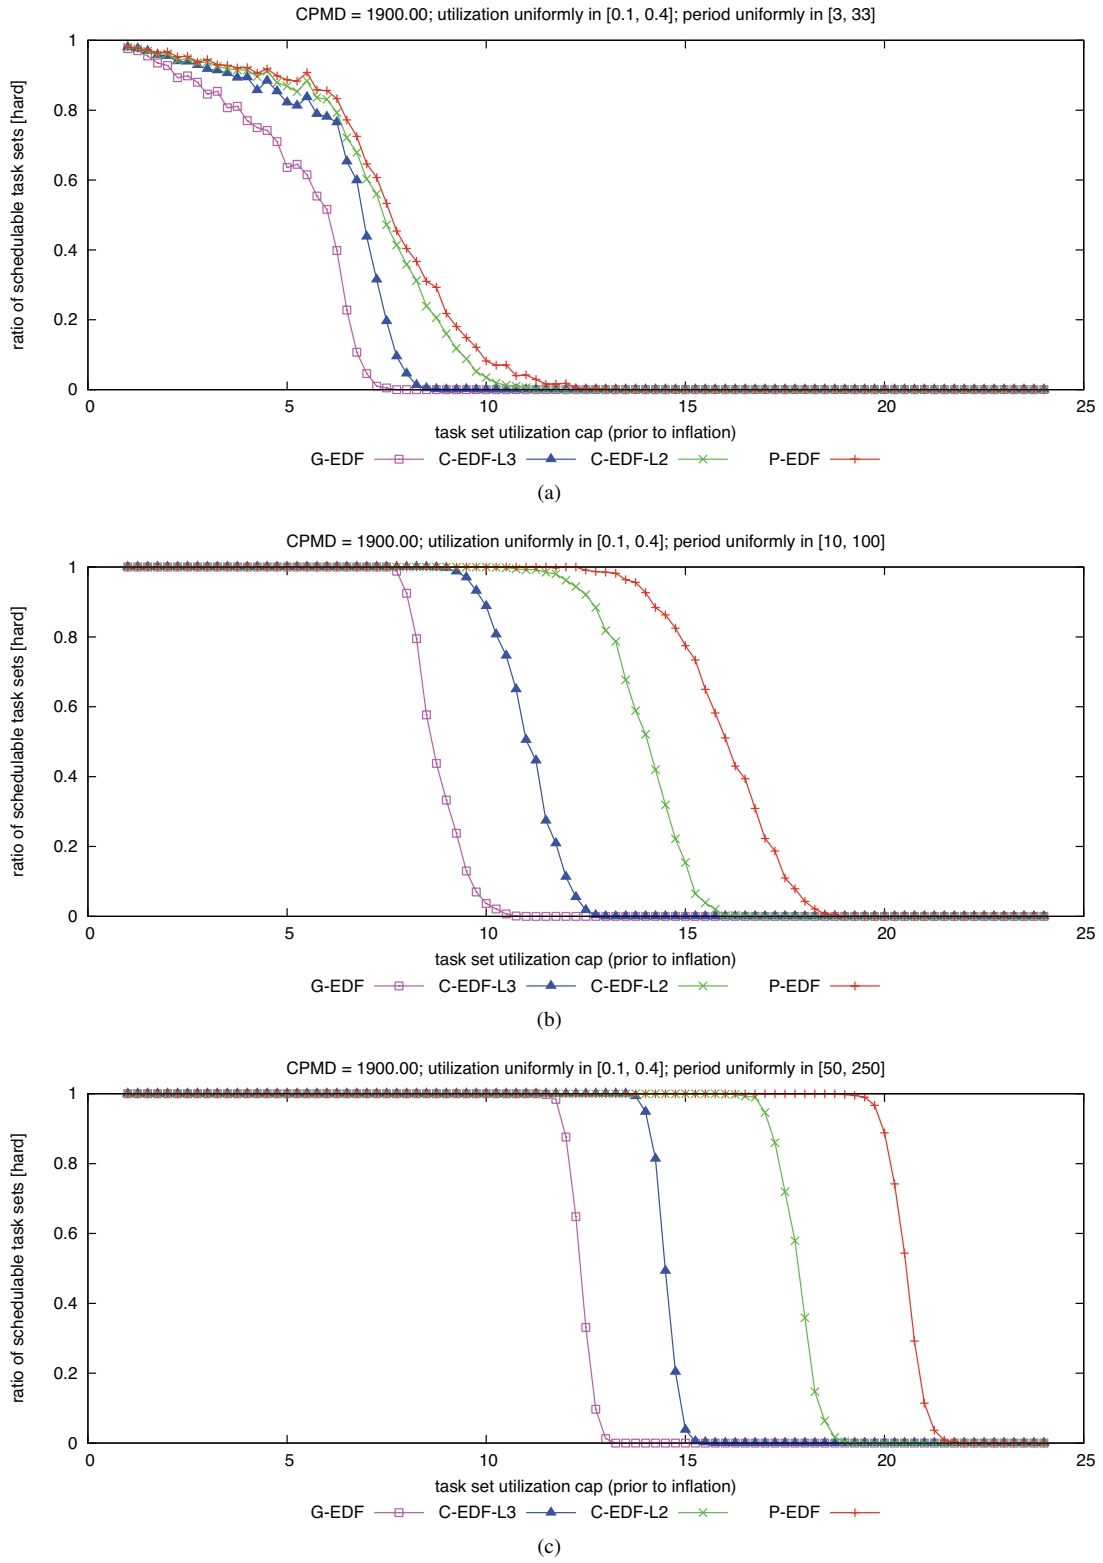 CPMD = 1900.00; utilization uniformly in [0.1, 0.4]; period uniformly in [3, 33]
ratio of schedulable task sets [hard]
1
0.8
0.6
0.4
0.2
0
0 5 10 15 20 25
task set utilization cap (prior to inflation)
G-EDF C-EDF-L3 C-EDF-L2 P-EDF
(a)
CPMD = 1900.00; utilization uniformly in [0.1, 0.4]; period uniformly in [10, 100]
ratio of schedulable task sets [hard]
1
0.8
0.6
0.4
0.2
0
0 5 10 15 20 25
task set utilization cap (prior to inflation)
G-EDF C-EDF-L3 C-EDF-L2 P-EDF
(b)
CPMD = 1900.00; utilization uniformly in [0.1, 0.4]; period uniformly in [50, 250]
ratio of schedulable task sets [hard]
1
0.8
0.6
0.4
0.2
0
0 5 10 15 20 25
task set utilization cap (prior to inflation)
G-EDF C-EDF-L3 C-EDF-L2 P-EDF
(c)